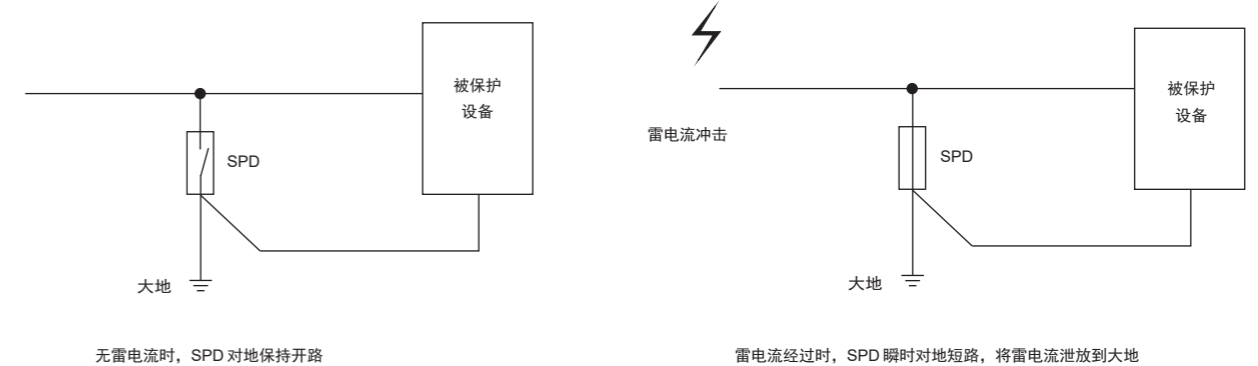 被保护
设备
SPD
大地
无雷电流时，SPD 对地保持开路
雷电流冲击
被保护
设备
SPD
大地
雷电流经过时，SPD 瞬时对地短路，将雷电流泄放到大地